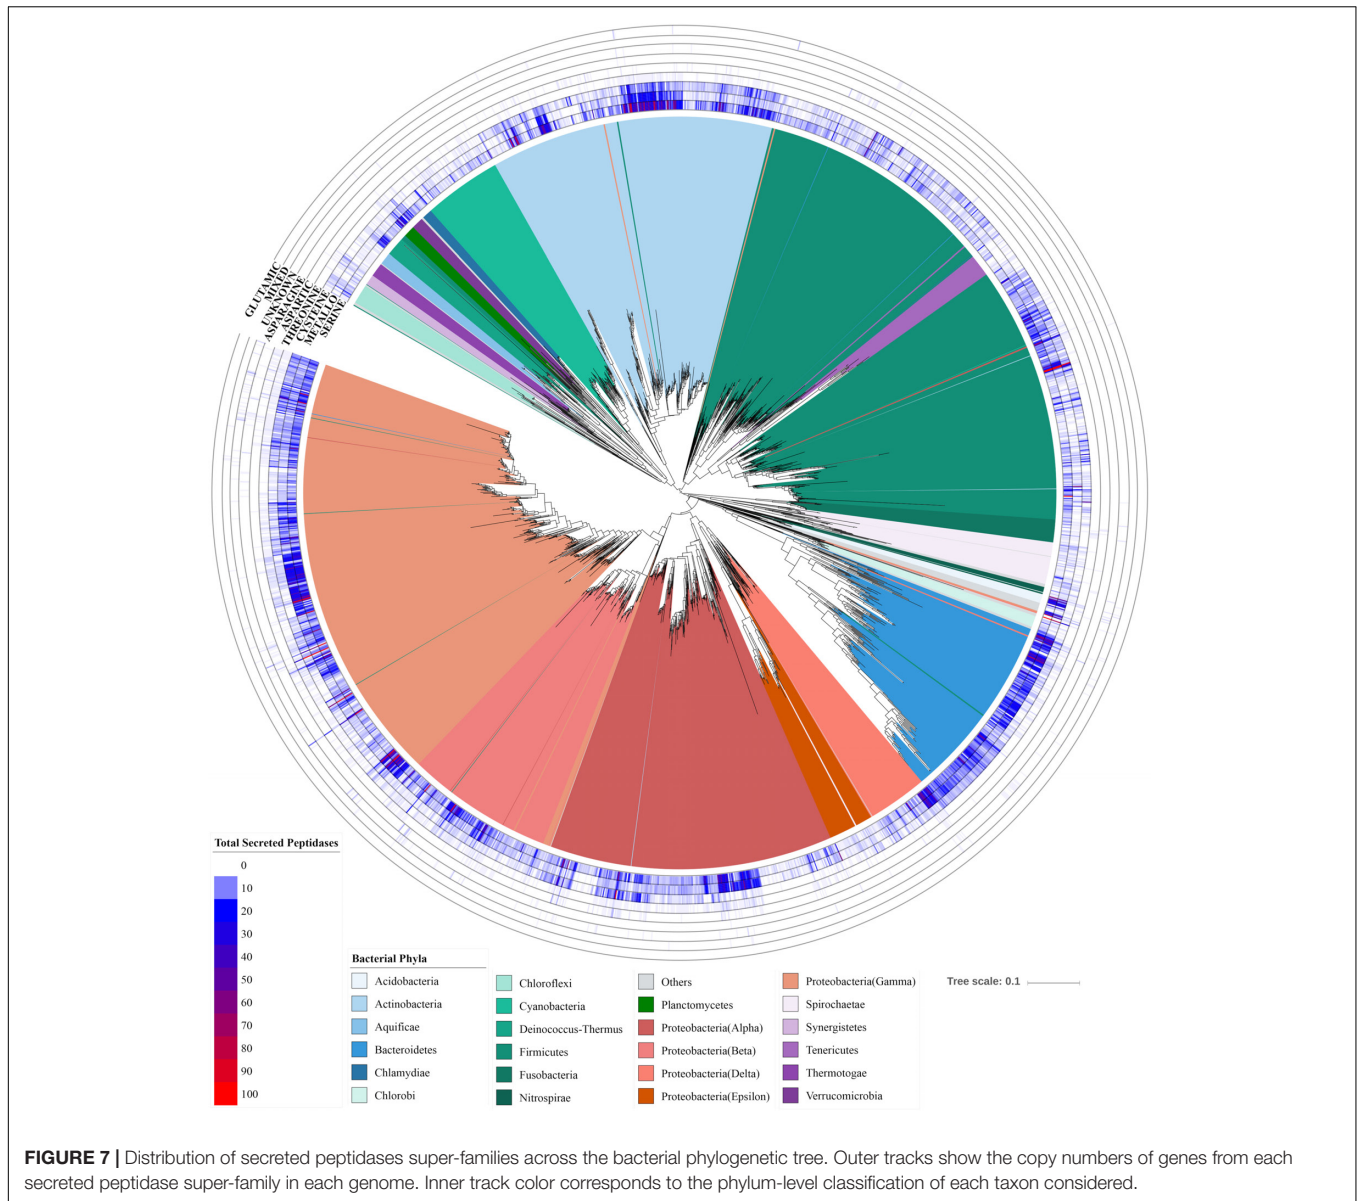 GLUTAMIC
MIXED
UNKNOWN
ASPARAGINE
ASPARTIC
THREONINE
CYSTEINE
METALLO
SERINE
Total Secreted Peptidases
0
10
20
30
40
50
60
70
80
90
100
Bacterial Phyla
Acidobacteria
Actinobacteria
Aquificae
Bacteroidetes
Chlamydiae
Chlorobi
Chloroflexi
Cyanobacteria
Deinococcus-Thermus
Firmicutes
Fusobacteria
Nitrospirae
Others
Planctomycetes
Proteobacteria(Alpha)
Proteobacteria(Beta)
Proteobacteria(Delta)
Proteobacteria(Epsilon)
Proteobacteria(Gamma)
Spirochaetae
Synergistetes
Tenericutes
Thermotogae
Verrucomicrobia
Tree scale: 0.1
FIGURE 7 | Distribution of secreted peptidases super-families across the bacterial phylogenetic tree. Outer tracks show the copy numbers of genes from each
secreted peptidase super-family in each genome. Inner track color corresponds to the phylum-level classification of each taxon considered.